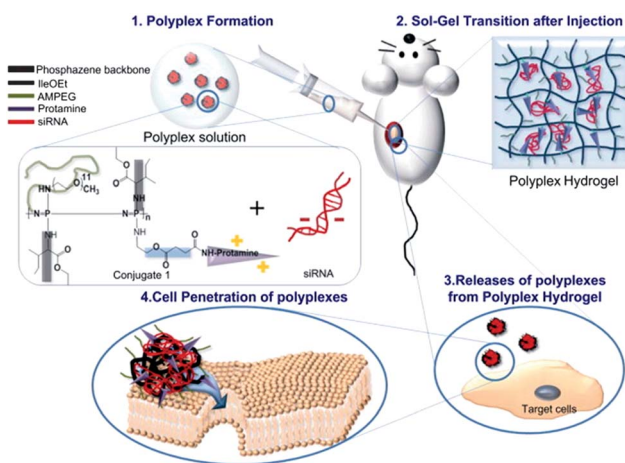 1. Polyplex Formation
2. Sol-Gel Transition after Injection
Phosphazene backbone
IleOEt
AMPEG
Protamine
siRNA
Polyplex solution
Polyplex Hydrogel
HN
O
11
CH₃
O
O
NH
N-P
N-P
n
NH
NH
O
O
O
O
O
NH-Protamine
Conjugate 1
+
siRNA
3.Releases of polyplexes
from Polyplex Hydrogel
4.Cell Penetration of polyplexes
Target cells